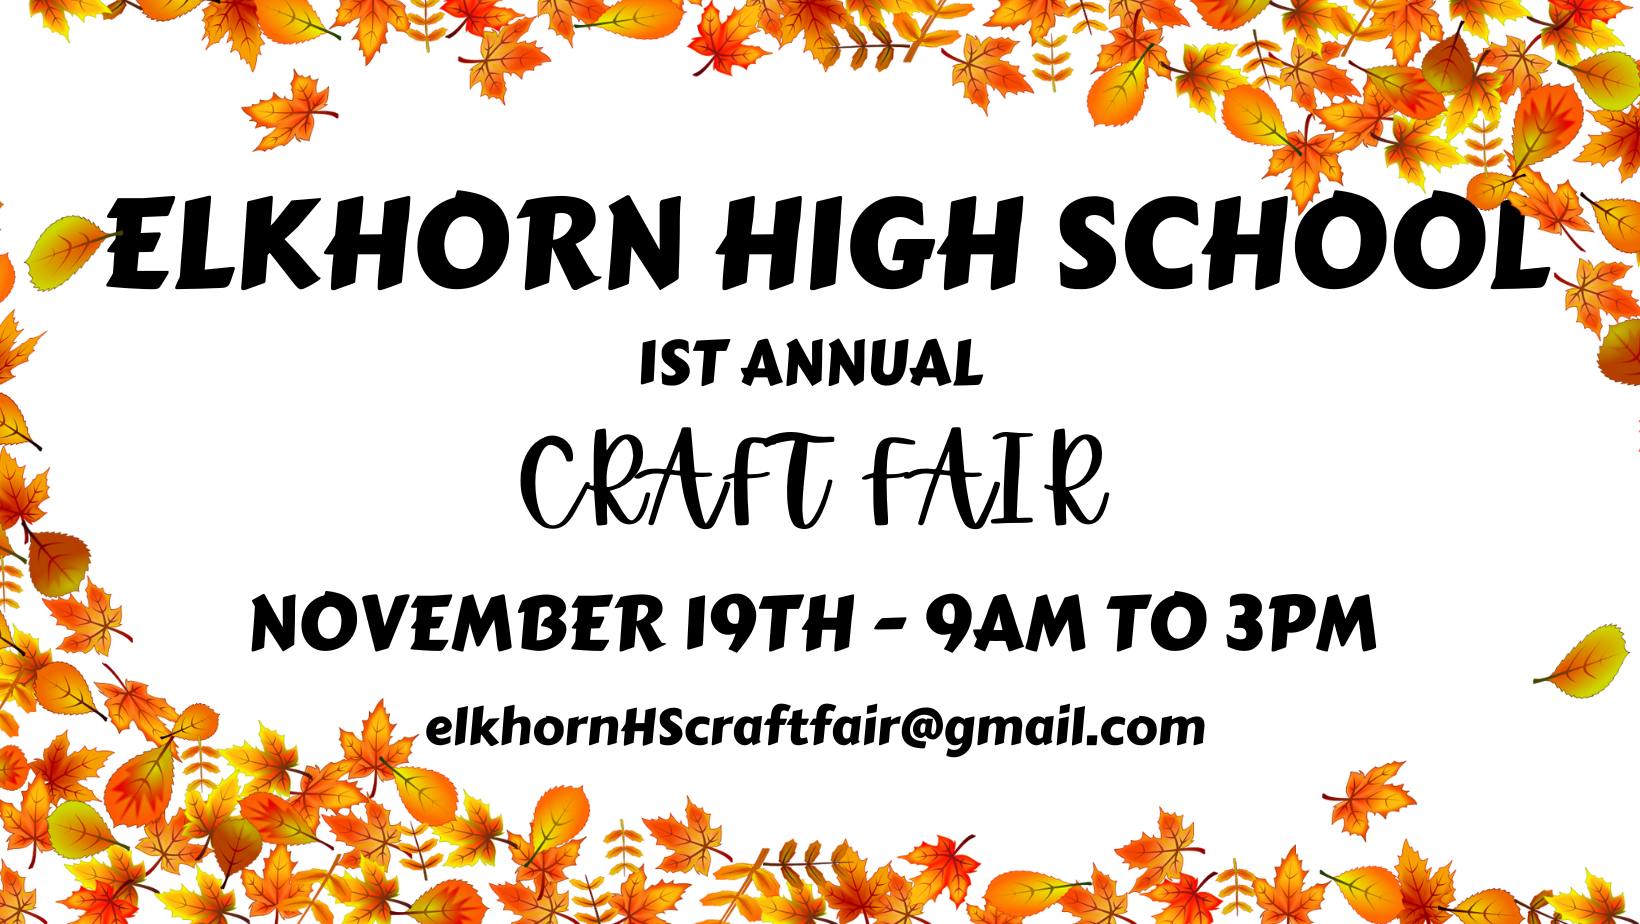 ELKHORN HIGH SCHOOL
1ST ANNUAL
CRAFT FAIR
NOVEMBER 19TH - 9AM TO 3PM
elkhornHScraftfair@gmail.com